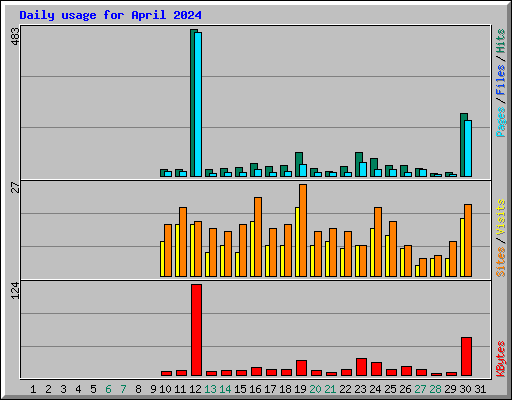 Daily usage for April 2024
483
Pages / Files / Hits
27
Sites / Visits
124
KBytes
1 2 3 4 5 6 7 8 9 10 11 12 13 14 15 16 17 18 19 20 21 22 23 24 25 26 27 28 29 30 31